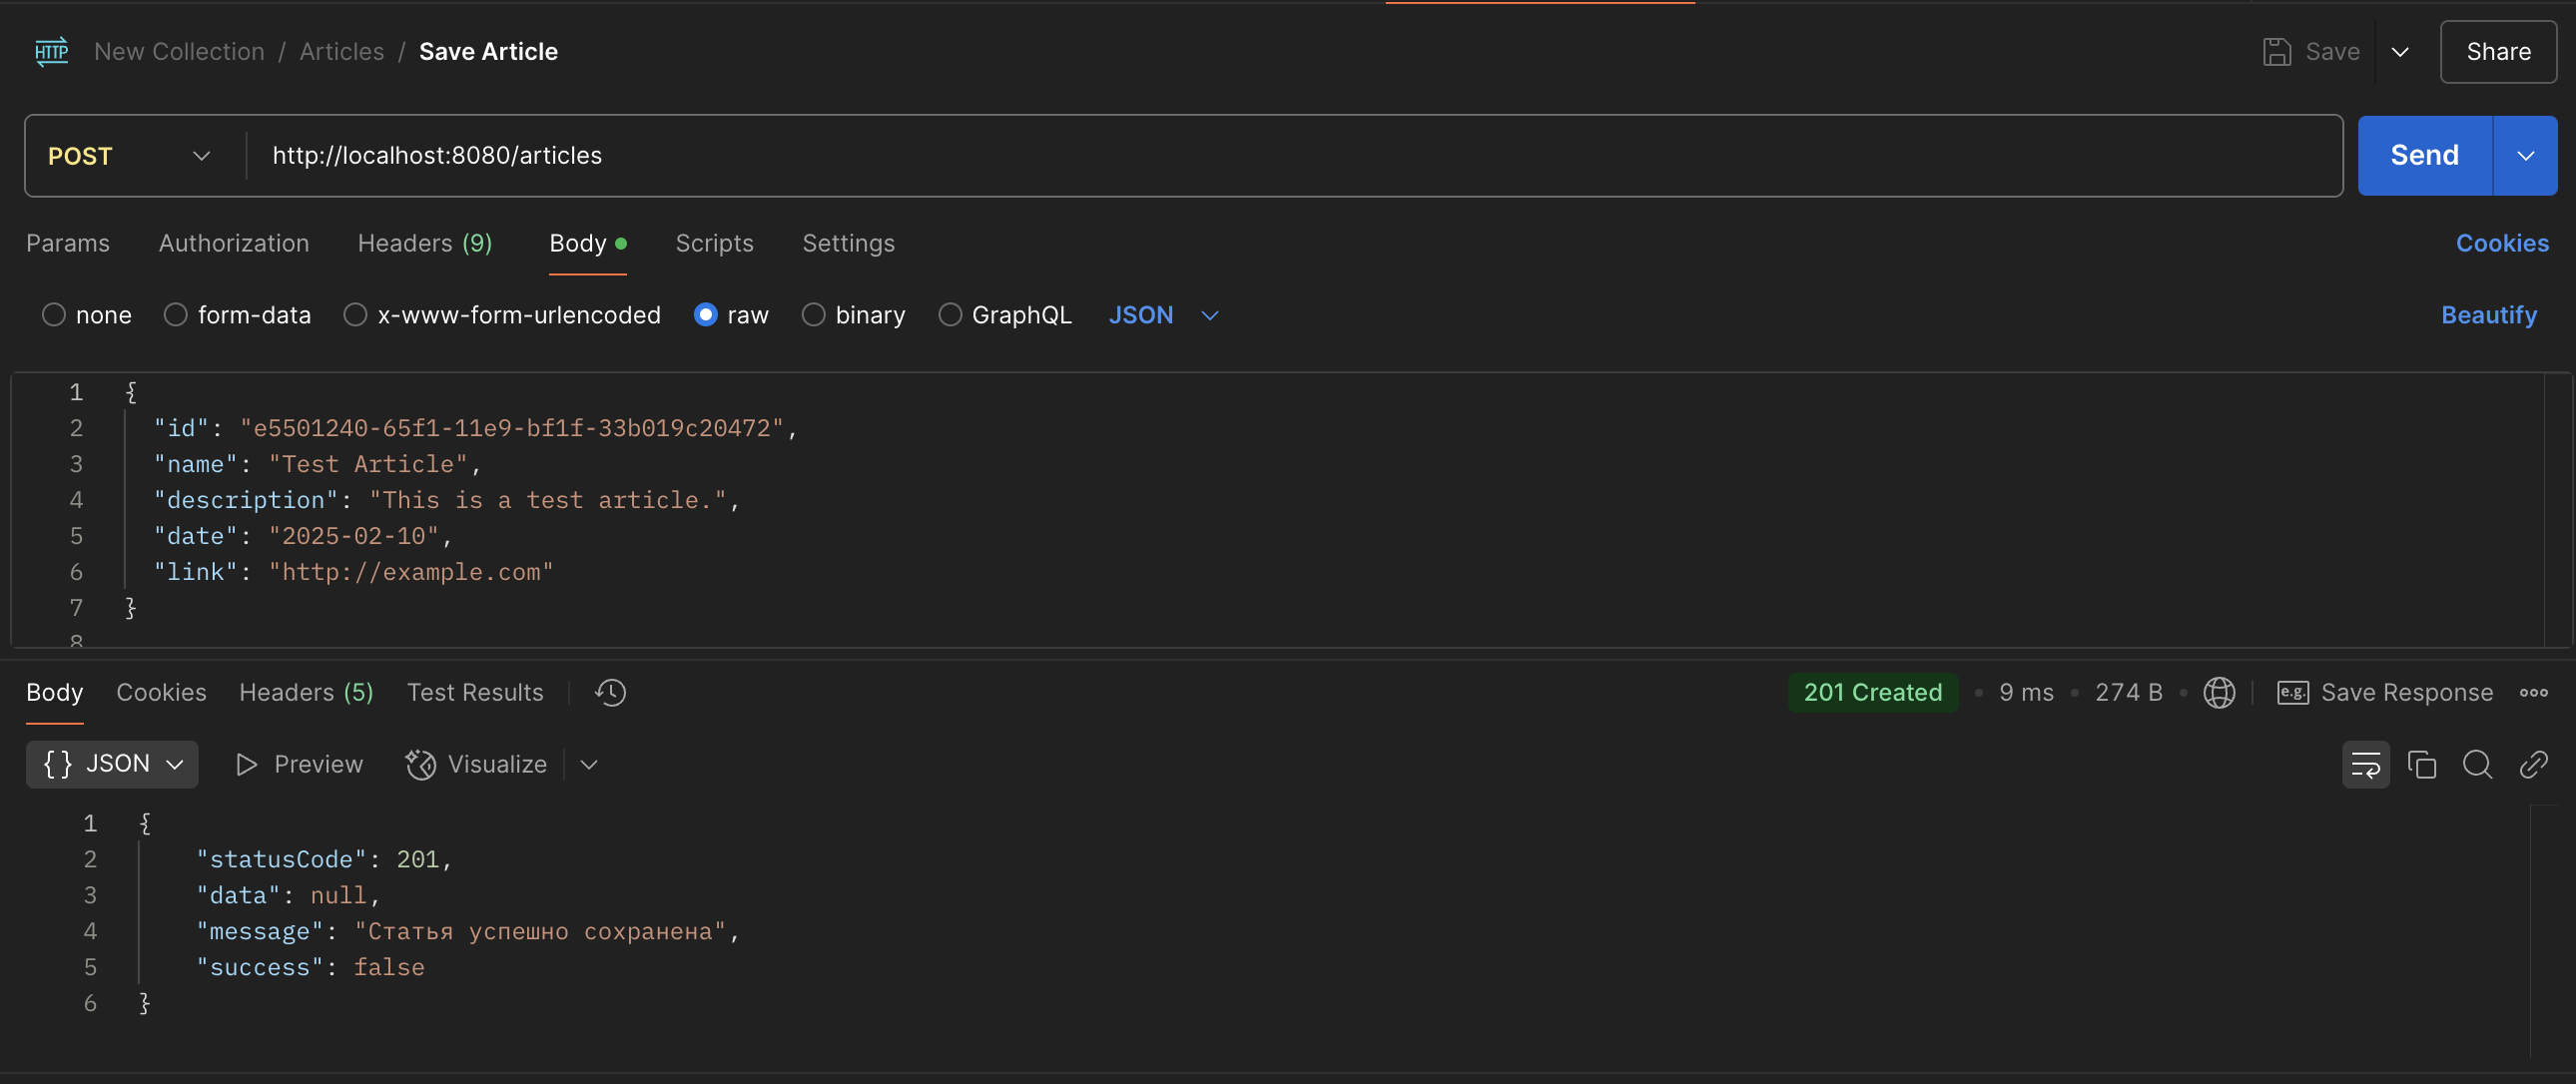 HTTP New Collection / Articles / Save Article Save Share
POST http://localhost:8080/articles Send
Params Authorization Headers (9) Body Scripts Settings Cookies
none form-data x-www-form-urlencoded raw binary GraphQL JSON Beautify
1 {
2 "id": "e5501240-65f1-11e9-bf1f-33b019c20472",
3 "name": "Test Article",
4 "description": "This is a test article.",
5 "date": "2025-02-10",
6 "link": "http://example.com"
7 }
8
Body Cookies Headers (5) Test Results 201 Created • 9 ms • 274 B • e.g. Save Response
{} JSON Preview Visualize
1 {
2 "statusCode": 201,
3 "data": null,
4 "message": "Статья успешно сохранена",
5 "success": false
6 }